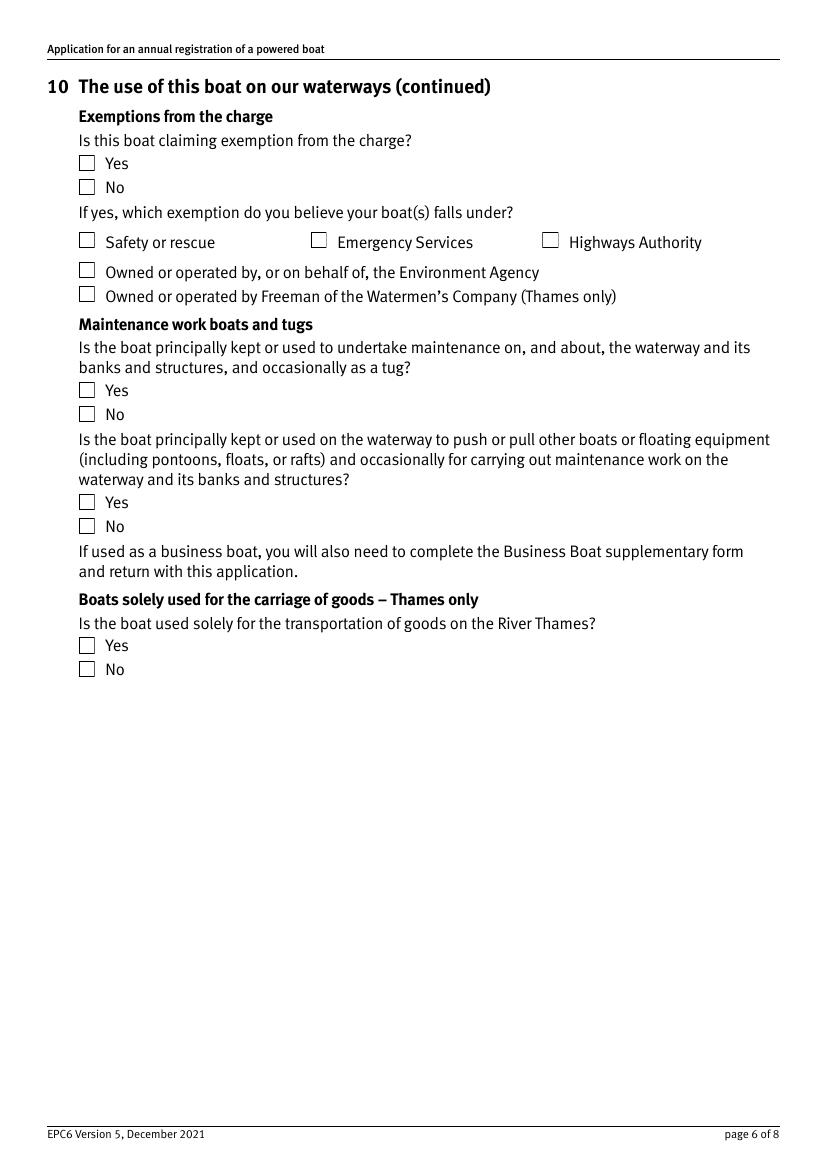 Application for an annual registration of a powered boat
10 The use of this boat on our waterways (continued)
Exemptions from the charge
Is this boat claiming exemption from the charge?
Yes
No
If yes, which exemption do you believe your boat(s) falls under?
Safety or rescue Emergency Services Highways Authority
Owned or operated by, or on behalf of, the Environment Agency
Owned or operated by Freeman of the Watermen’s Company (Thames only)
Maintenance work boats and tugs
Is the boat principally kept or used to undertake maintenance on, and about, the waterway and its
banks and structures, and occasionally as a tug?
Yes
No
Is the boat principally kept or used on the waterway to push or pull other boats or floating equipment
(including pontoons, floats, or rafts) and occasionally for carrying out maintenance work on the
waterway and its banks and structures?
Yes
No
If used as a business boat, you will also need to complete the Business Boat supplementary form
and return with this application.
Boats solely used for the carriage of goods – Thames only
Is the boat used solely for the transportation of goods on the River Thames?
Yes
No
EPC6 Version 5, December 2021 page 6 of 8